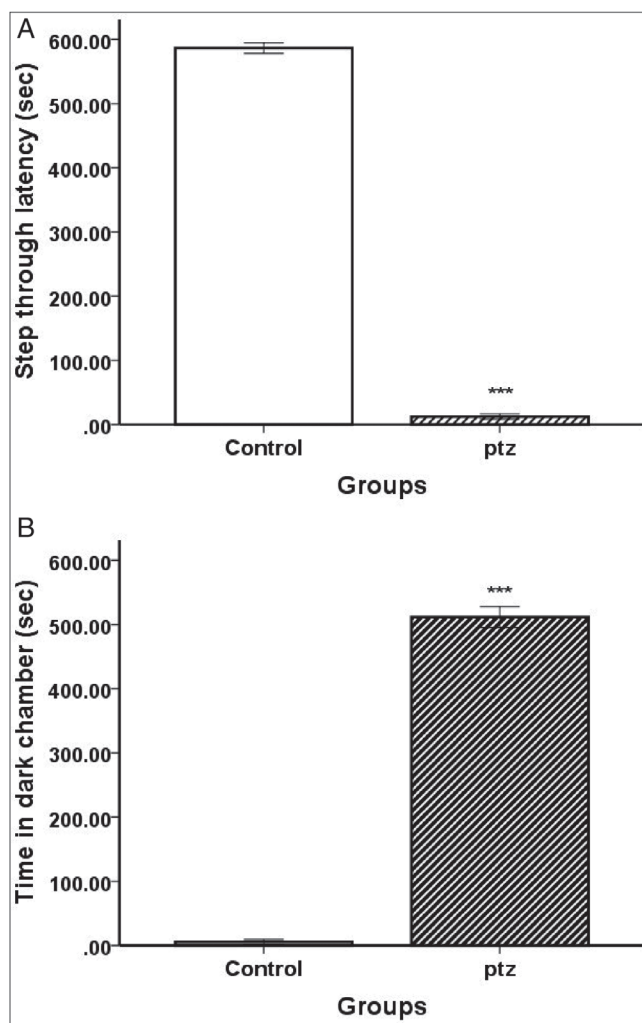 A
Step through latency (sec)
600.00
500.00
400.00
300.00
200.00
100.00
.00
***
Control
ptz
Groups
B
Time in dark chamber (sec)
600.00
500.00
400.00
300.00
200.00
100.00
.00
***
Control
ptz
Groups